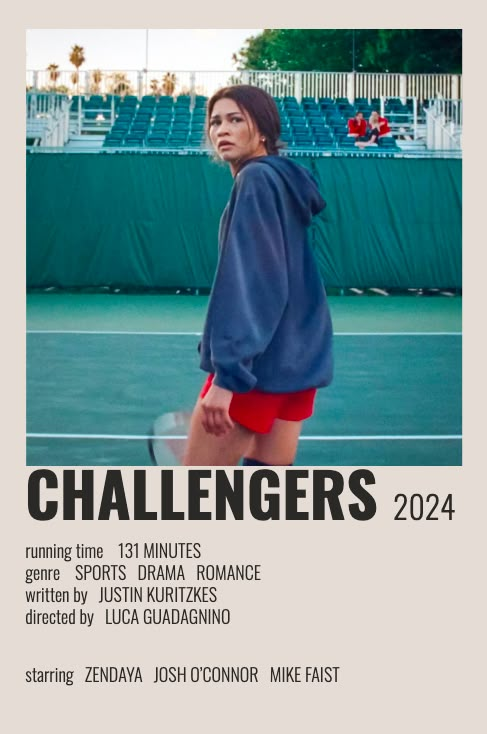 CHALLENGERS 2024
running time 131 MINUTES
genre SPORTS DRAMA ROMANCE
written by JUSTIN KURITZKES
directed by LUCA GUADAGNINO
starring ZENDAYA JOSH O'CONNOR MIKE FAIST